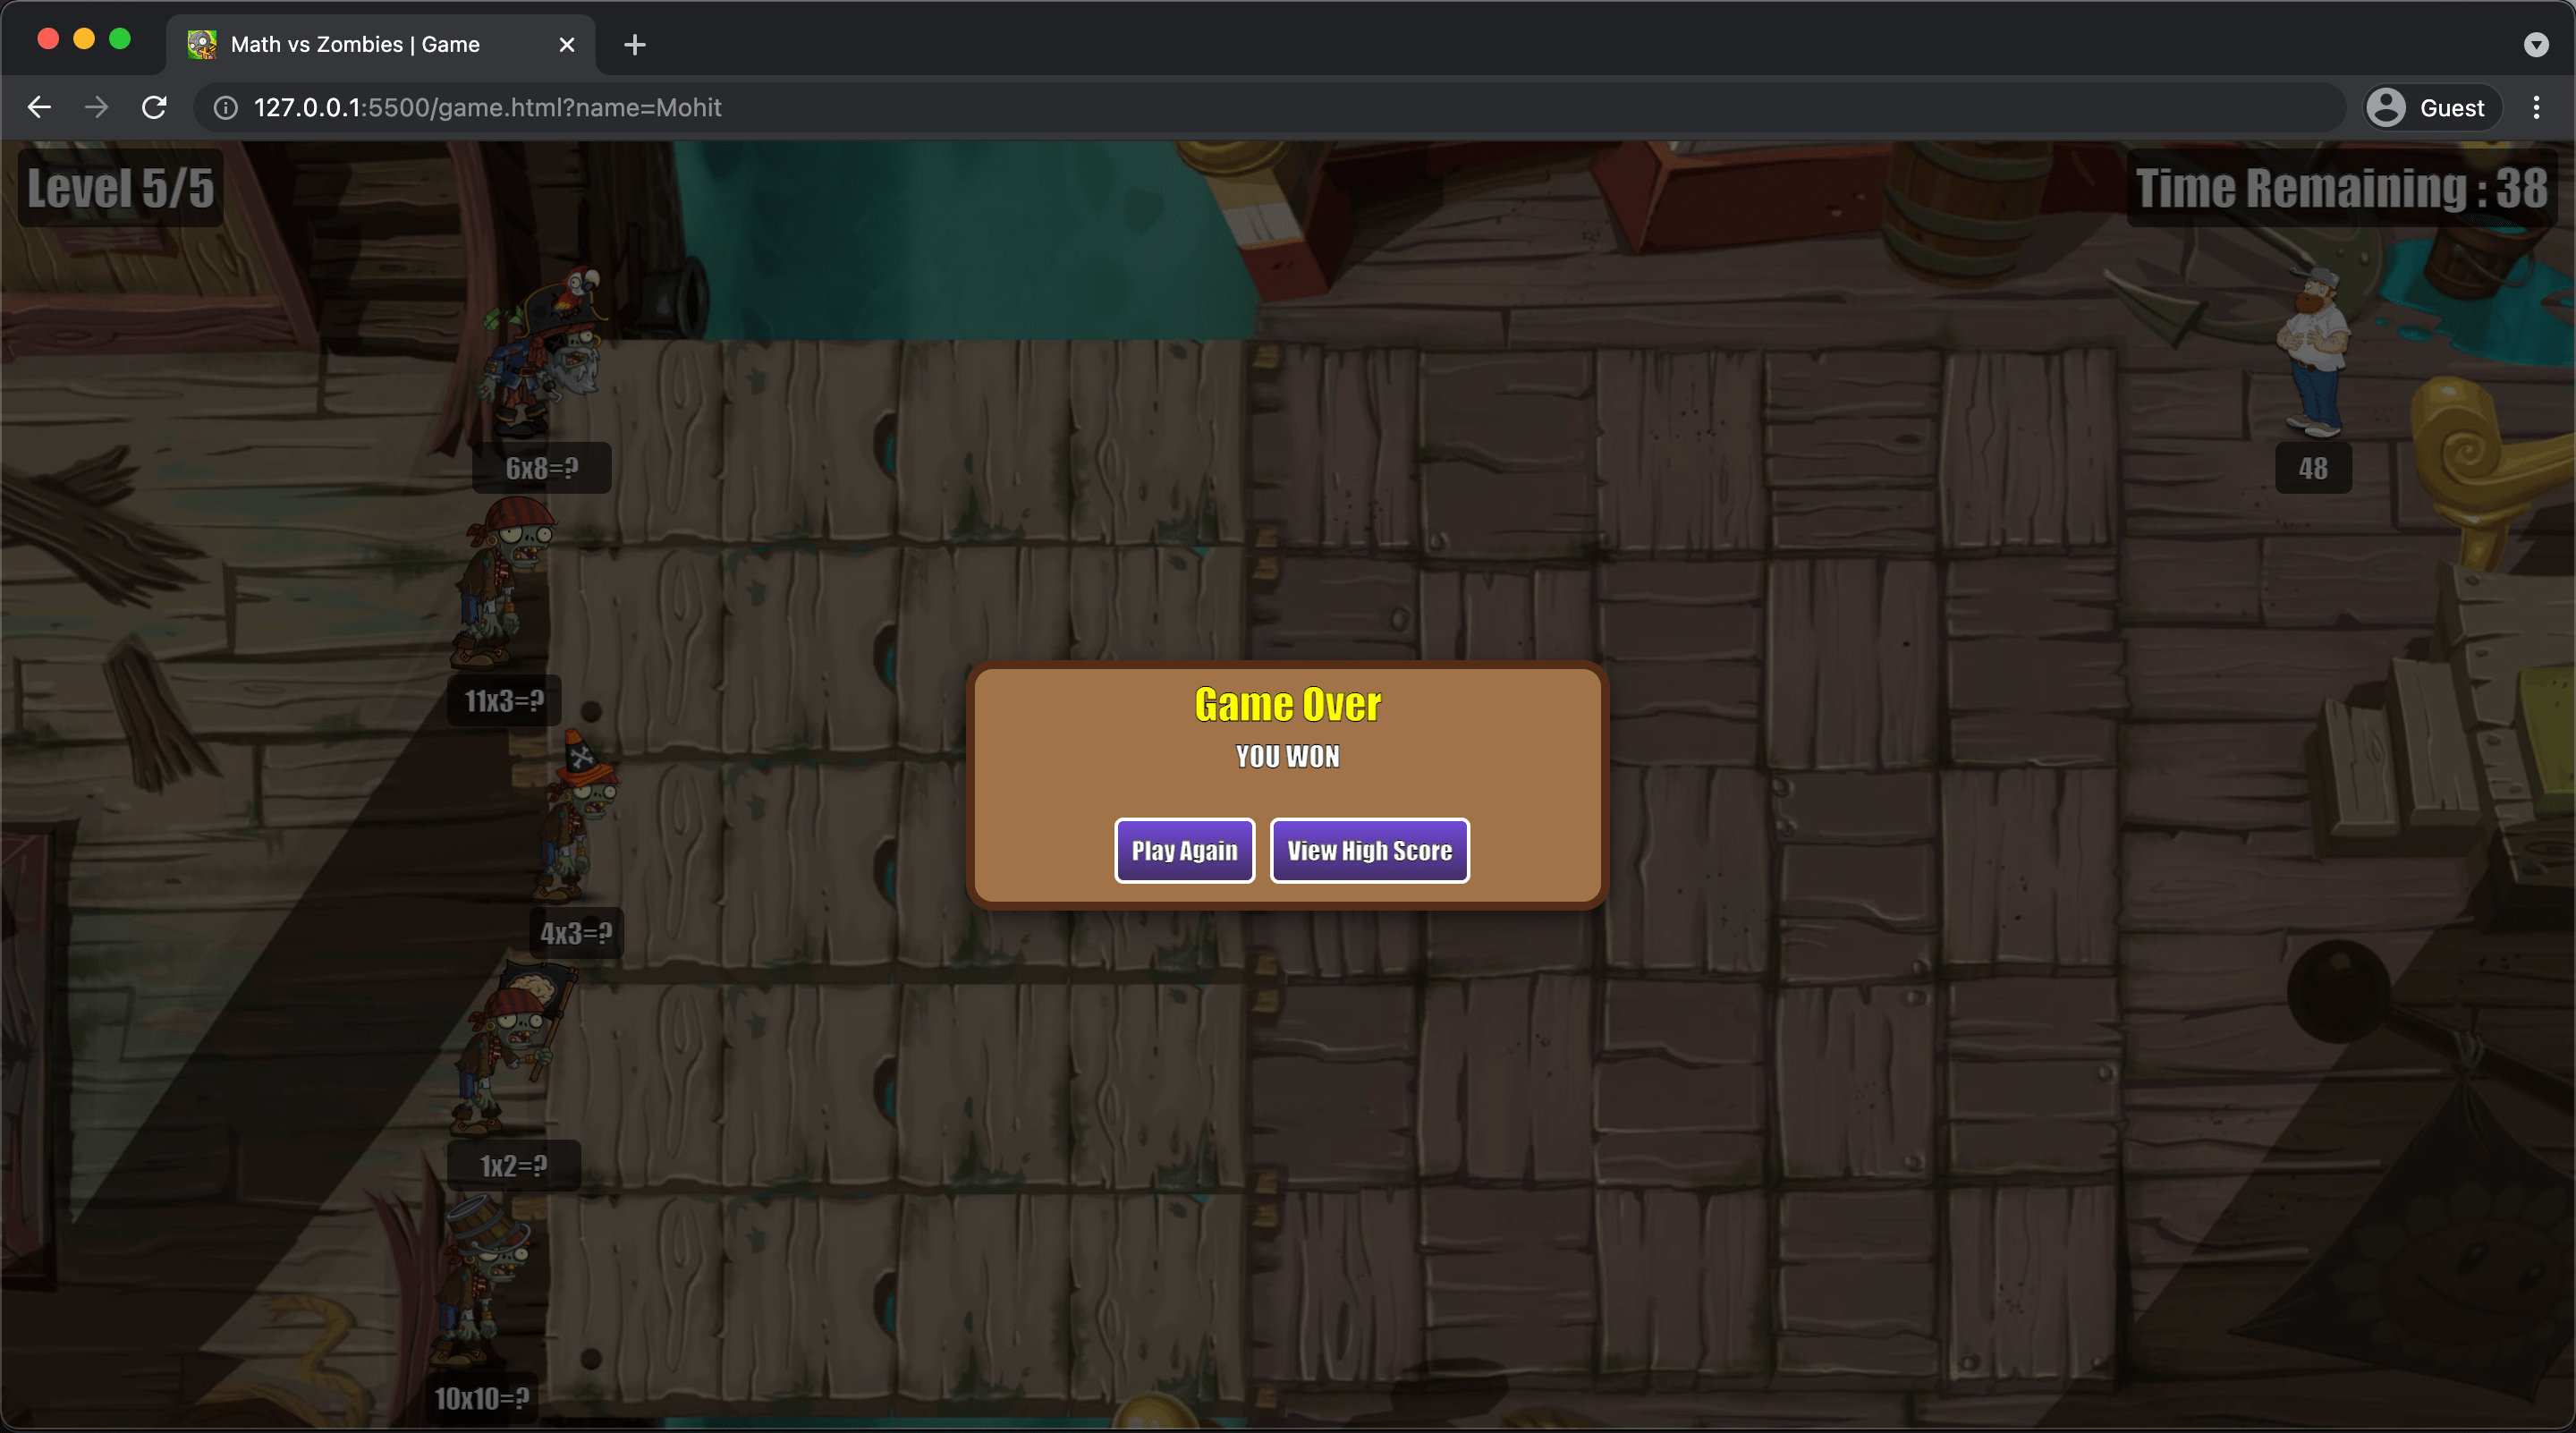 Math vs Zombies | Game
127.0.0.1:5500/game.html?name=Mohit
Guest
Level 5/5
Time Remaining : 38
6x8=?
48
11x3=?
Game Over
YOU WON
Play Again
View High Score
4x3=?
1x2=?
10x10=?